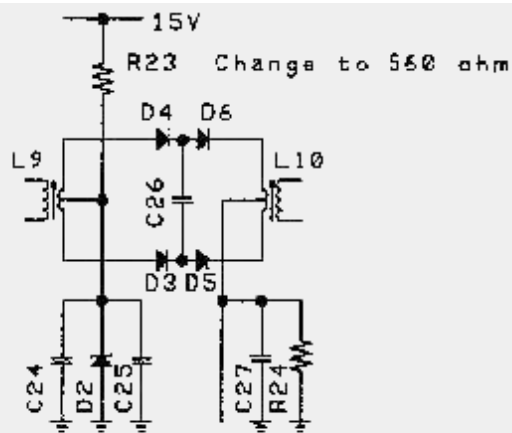 15V
R23 Change to 560 ohm
D4 D6
L9
L10
C26
D3 D5
C24
D2
C25
C27
R24